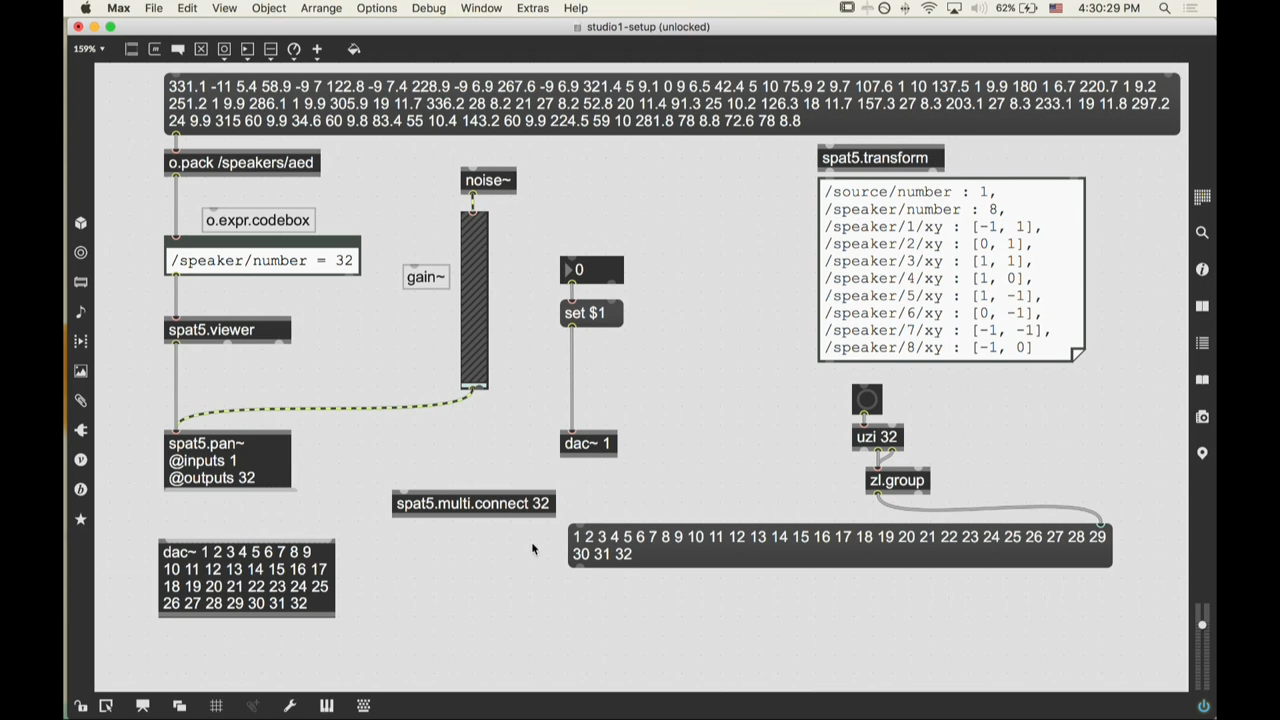 Max File Edit View Object Arrange Options Debug Window Extras Help 62% 4:30:29 PM
studio1-setup (unlocked)
159%
331.1 -11 5.4 58.9 -9 7 122.8 -9 7.4 228.9 -9 6.9 267.6 -9 6.9 321.4 5 9.1 0 9 6.5 42.4 5 10 75.9 2 9.7 107.6 1 10 137.5 1 9.9 180 1 6.7 220.7 1 9.2
251.2 1 9.9 286.1 1 9.9 305.9 19 11.7 336.2 28 8.2 21 27 8.2 52.8 20 11.4 91.3 25 10.2 126.3 18 11.7 157.3 27 8.3 203.1 27 8.3 233.1 19 11.8 297.2
24 9.9 315 60 9.9 34.6 60 9.8 83.4 55 10.4 143.2 60 9.9 224.5 59 10 281.8 78 8.8 72.6 78 8.8
o.pack /speakers/aed
o.expr.codebox
/speaker/number = 32
spat5.viewer
noise~
gain~
0
set $1
dac~ 1
spat5.pan~
@inputs 1
@outputs 32
spat5.multi.connect 32
dac~ 1 2 3 4 5 6 7 8 9
10 11 12 13 14 15 16 17
18 19 20 21 22 23 24 25
26 27 28 29 30 31 32
spat5.transform
/source/number : 1,
/speaker/number : 8,
/speaker/1/xy : [-1, 1],
/speaker/2/xy : [0, 1],
/speaker/3/xy : [1, 1],
/speaker/4/xy : [1, 0],
/speaker/5/xy : [1, -1],
/speaker/6/xy : [0, -1],
/speaker/7/xy : [-1, -1],
/speaker/8/xy : [-1, 0]
uzi 32
zl.group
1 2 3 4 5 6 7 8 9 10 11 12 13 14 15 16 17 18 19 20 21 22 23 24 25 26 27 28 29
30 31 32